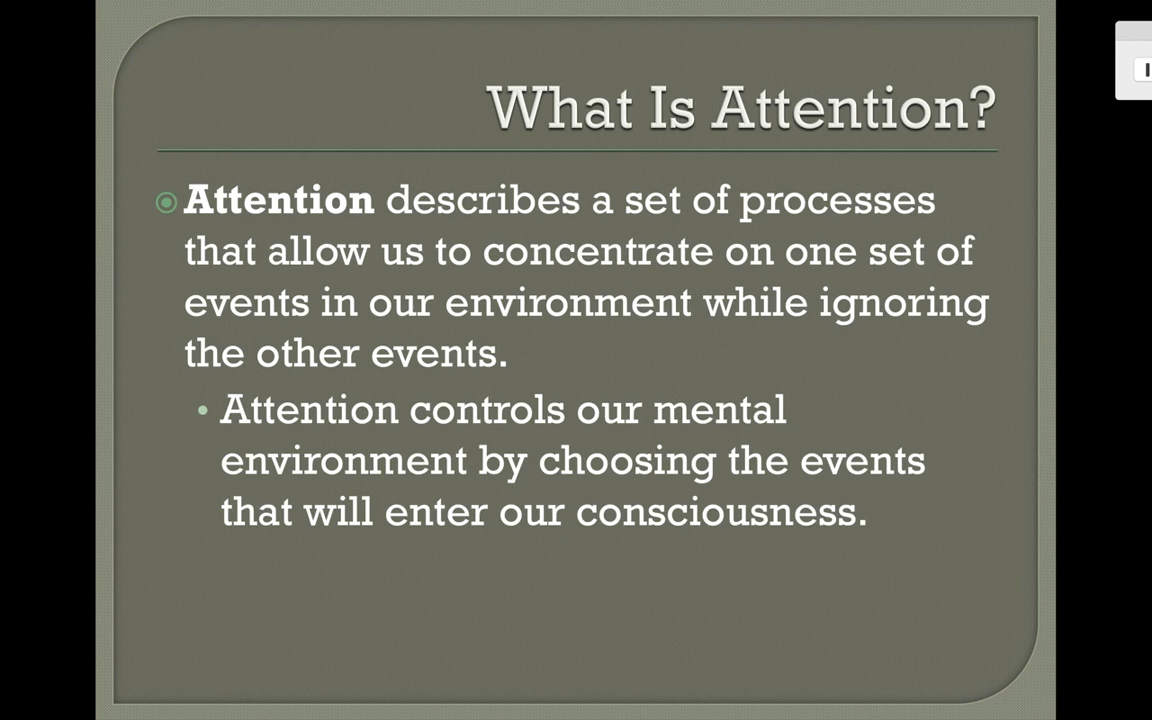 What Is Attention?
Attention describes a set of processes
that allow us to concentrate on one set of
events in our environment while ignoring
the other events.
Attention controls our mental
environment by choosing the events
that will enter our consciousness.